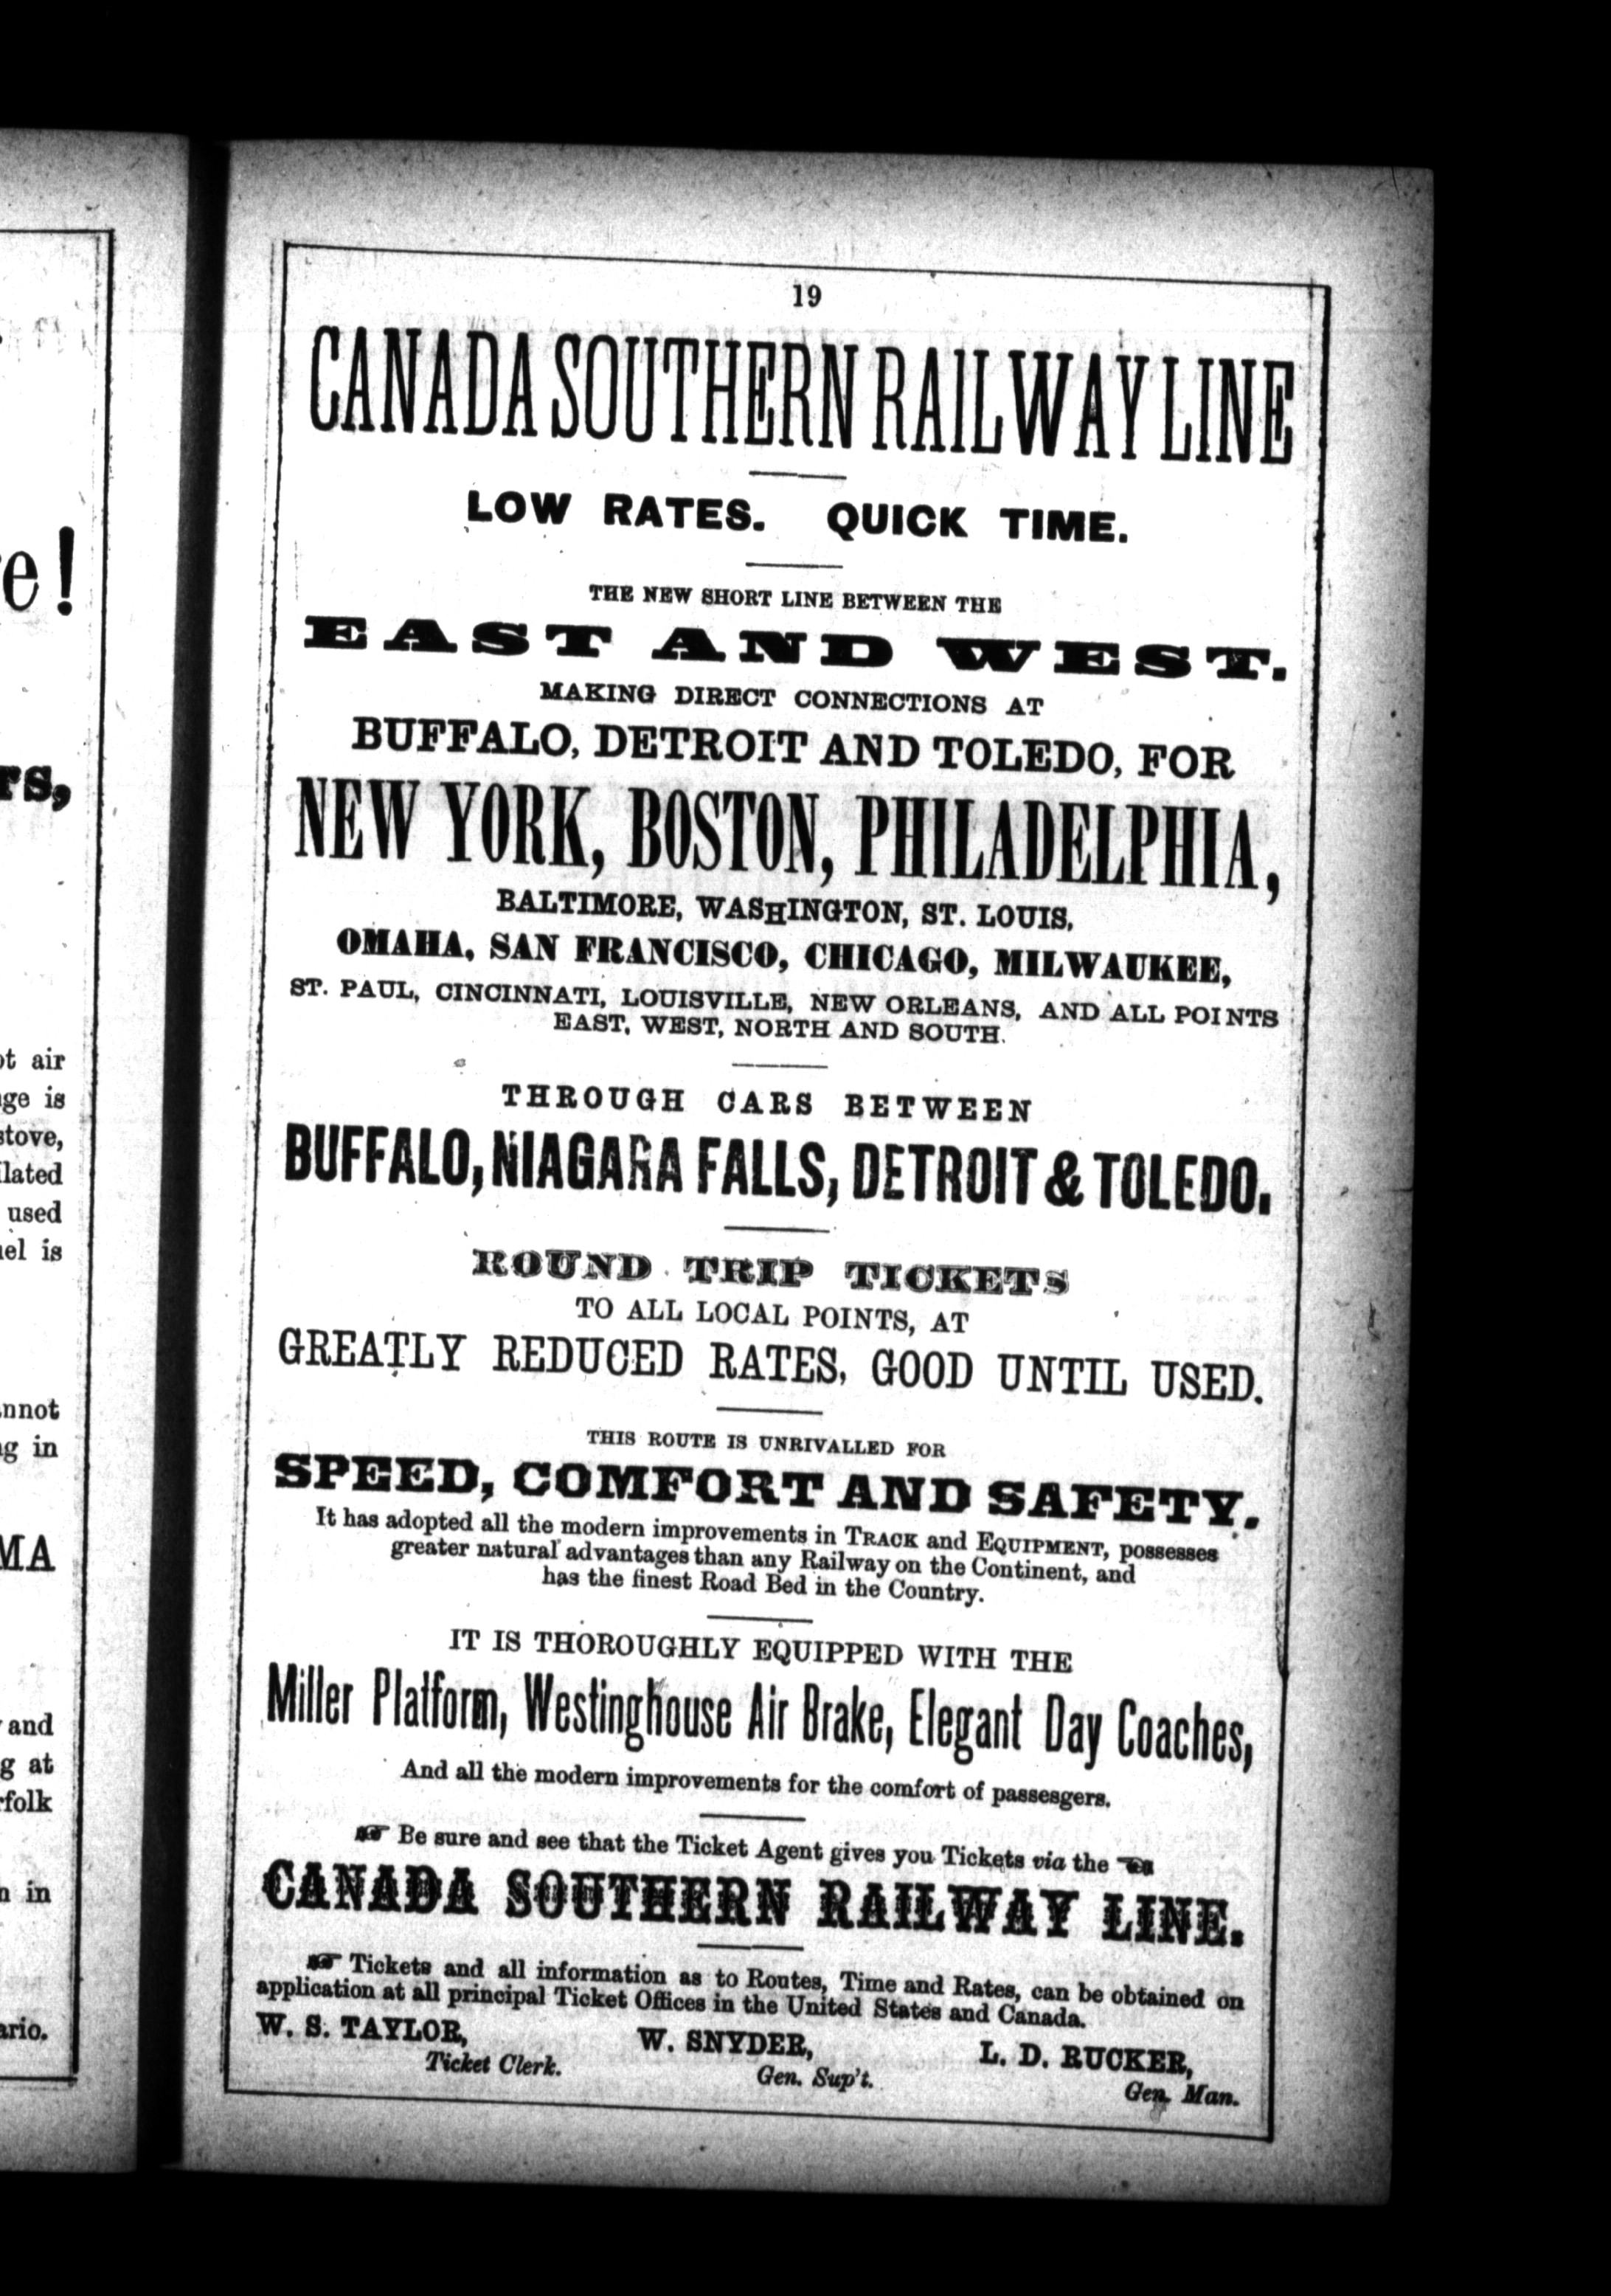 e!
rs,
ot air
ge is
stove,
lated
used
el is
nnot
g in
MA
and
g at
rfolk
n in
ario.
19
CANADA SOUTHERN RAILWAY LINE
LOW RATES. QUICK TIME.
THE NEW SHORT LINE BETWEEN THE
EAST AND WEST.
MAKING DIRECT CONNECTIONS AT
BUFFALO, DETROIT AND TOLEDO, FOR
NEW YORK, BOSTON, PHILADELPHIA,
BALTIMORE, WASHINGTON, ST. LOUIS,
OMAHA, SAN FRANCISCO, CHICAGO, MILWAUKEE,
ST. PAUL, CINCINNATI, LOUISVILLE, NEW ORLEANS, AND ALL POINTS
EAST, WEST, NORTH AND SOUTH.
THROUGH CARS BETWEEN
BUFFALO, NIAGARA FALLS, DETROIT & TOLEDO.
ROUND TRIP TICKETS
TO ALL LOCAL POINTS, AT
GREATLY REDUCED RATES, GOOD UNTIL USED.
THIS ROUTE IS UNRIVALLED FOR
SPEED, COMFORT AND SAFETY.
It has adopted all the modern improvements in TRACK and EQUIPMENT, possesses
greater natural advantages than any Railway on the Continent, and
has the finest Road Bed in the Country.
IT IS THOROUGHLY EQUIPPED WITH THE
Miller Platform, Westinghouse Air Brake, Elegant Day Coaches,
And all the modern improvements for the comfort of passesgers.
☞ Be sure and see that the Ticket Agent gives you Tickets via the ☜
CANADA SOUTHERN RAILWAY LINE.
☞ Tickets and all information as to Routes, Time and Rates, can be obtained on
application at all principal Ticket Offices in the United States and Canada.
W. S. TAYLOR, W. SNYDER, L. D. RUCKER,
Ticket Clerk. Gen. Sup't. Gen. Man.